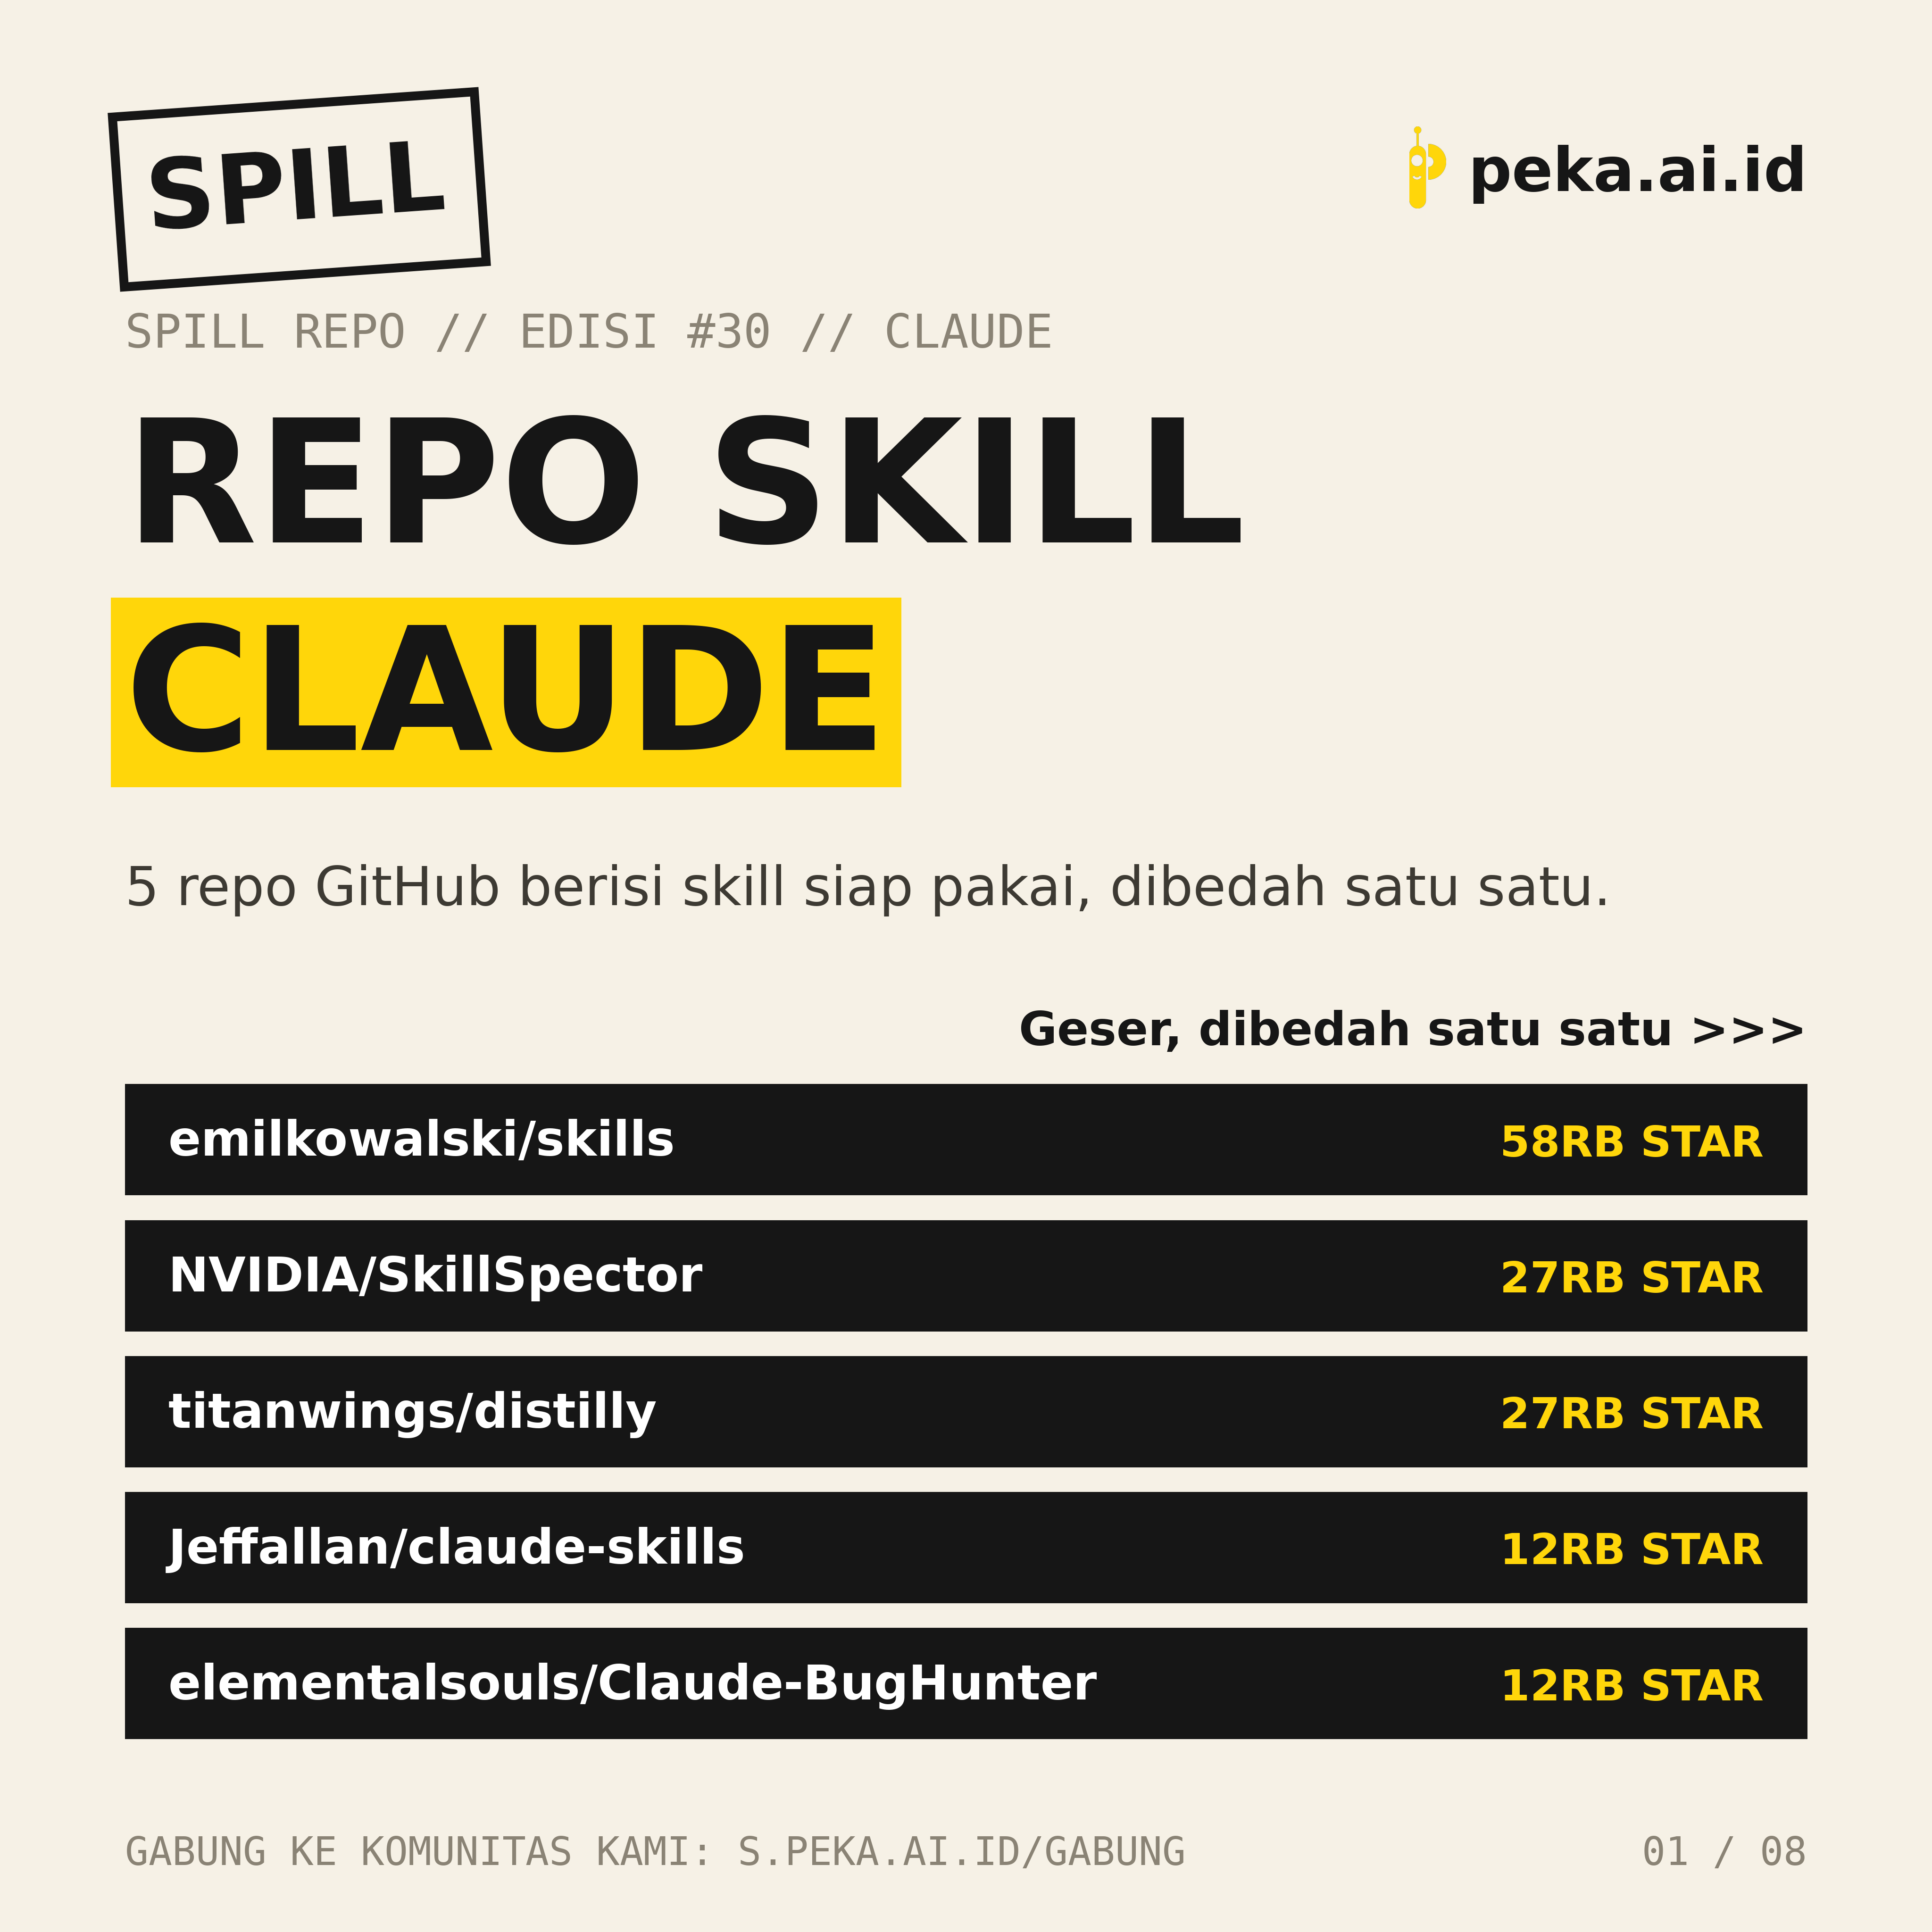 SPILL
peka.ai.id
SPILL REPO // EDISI #30 // CLAUDE
REPO SKILL
CLAUDE
5 repo GitHub berisi skill siap pakai, dibedah satu satu.
Geser, dibedah satu satu >>>
emilkowalski/skills 58RB STAR
NVIDIA/SkillSpector 27RB STAR
titanwings/distilly 27RB STAR
Jeffallan/claude-skills 12RB STAR
elementalsouls/Claude-BugHunter 12RB STAR
GABUNG KE KOMUNITAS KAMI: S.PEKA.AI.ID/GABUNG 01 / 08